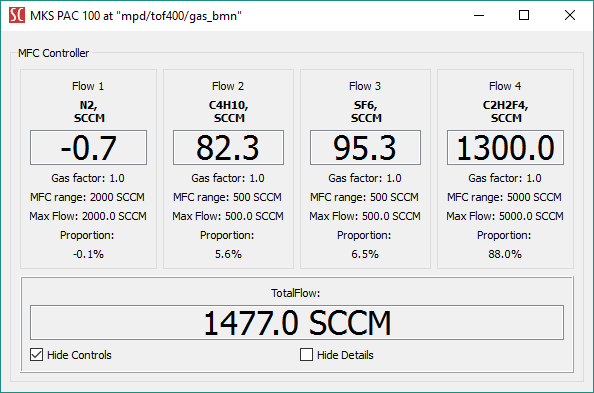 SC MKS PAC 100 at "mpd/tof400/gas_bmn"
MFC Controller
Flow 1
N2,
SCCM
-0.7
Gas factor: 1.0
MFC range: 2000 SCCM
Max Flow: 2000.0 SCCM
Proportion:
-0.1%
Flow 2
C4H10,
SCCM
82.3
Gas factor: 1.0
MFC range: 500 SCCM
Max Flow: 500.0 SCCM
Proportion:
5.6%
Flow 3
SF6,
SCCM
95.3
Gas factor: 1.0
MFC range: 500 SCCM
Max Flow: 500.0 SCCM
Proportion:
6.5%
Flow 4
C2H2F4,
SCCM
1300.0
Gas factor: 1.0
MFC range: 5000 SCCM
Max Flow: 5000.0 SCCM
Proportion:
88.0%
TotalFlow:
1477.0 SCCM
Hide Controls
Hide Details